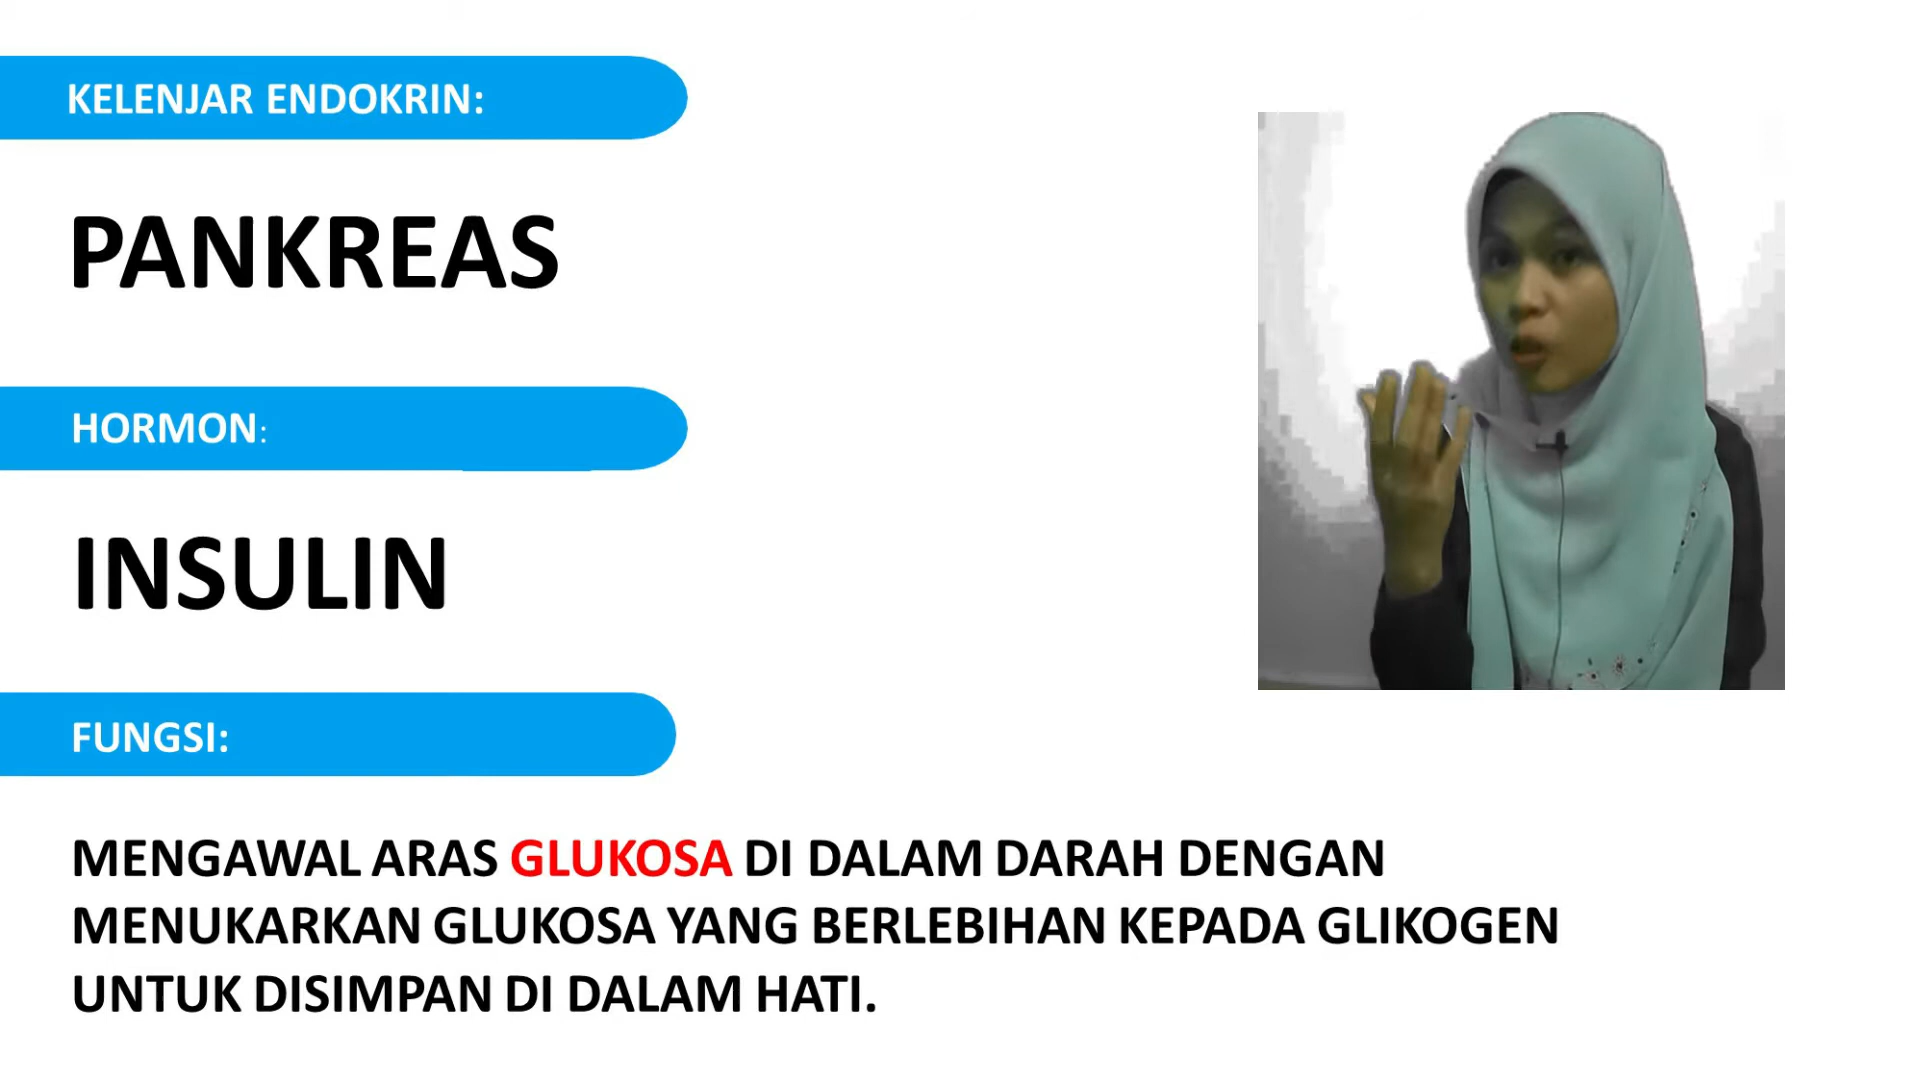 KELENJAR ENDOKRIN:
PANKREAS
HORMON:
INSULIN
FUNGSI:
MENGAWAL ARAS GLUKOSA DI DALAM DARAH DENGAN
MENUKARKAN GLUKOSA YANG BERLEBIHAN KEPADA GLIKOGEN
UNTUK DISIMPAN DI DALAM HATI.